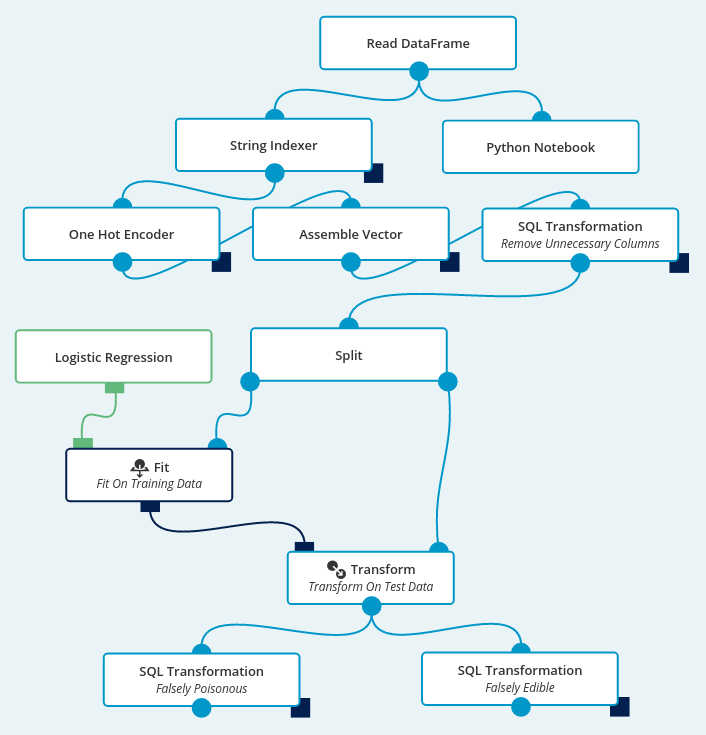 Read DataFrame
String Indexer
Python Notebook
One Hot Encoder
Assemble Vector
SQL Transformation
Remove Unnecessary Columns
Logistic Regression
Split
Fit
Fit On Training Data
Transform
Transform On Test Data
SQL Transformation
Falsely Poisonous
SQL Transformation
Falsely Edible